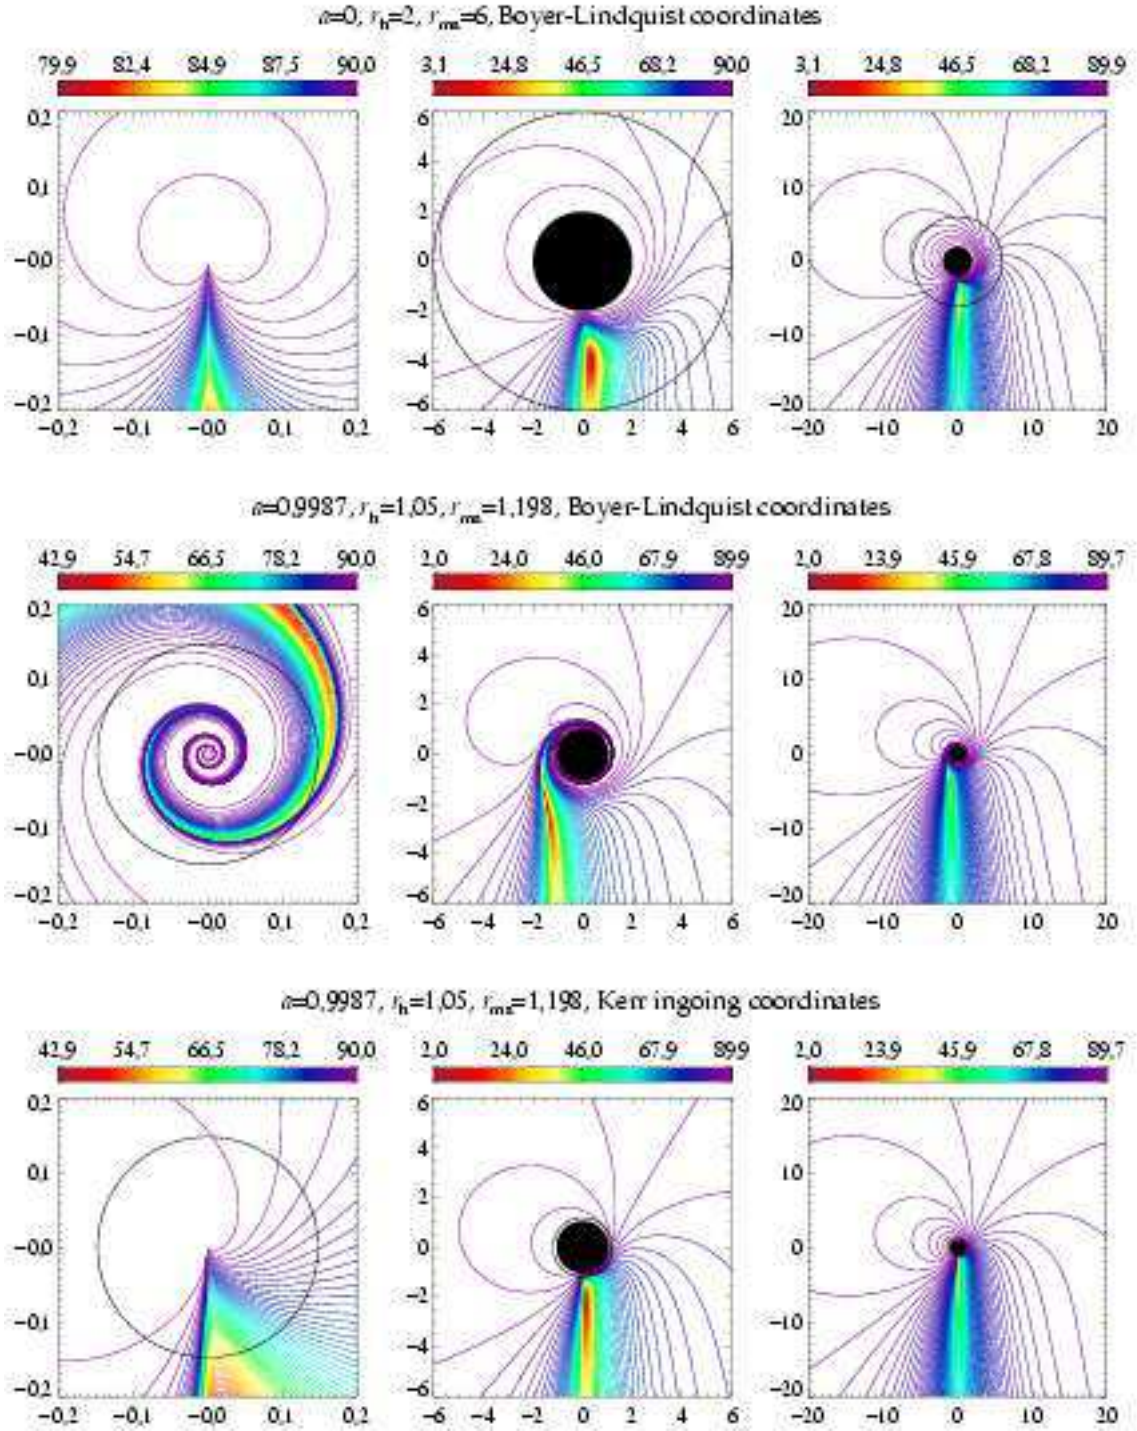 a=0, r_h=2, r_ms=6, Boyer-Lindquist coordinates
79,9 82,4 84,9 87,5 90,0
3,1 24,8 46,5 68,2 90,0
3,1 24,8 46,5 68,2 89,9
0,2
0,1
−0,0
−0,1
−0,2
−0,2 −0,1 −0,0 0,1 0,2
6
4
2
0
−2
−4
−6
−6 −4 −2 0 2 4 6
20
10
0
−10
−20
−20 −10 0 10 20
a=0,9987, r_h=1,05, r_ms=1,198, Boyer-Lindquist coordinates
42,9 54,7 66,5 78,2 90,0
2,0 24,0 46,0 67,9 89,9
2,0 23,9 45,9 67,8 89,7
0,2
0,1
−0,0
−0,1
−0,2
−0,2 −0,1 −0,0 0,1 0,2
6
4
2
0
−2
−4
−6
−6 −4 −2 0 2 4 6
20
10
0
−10
−20
−20 −10 0 10 20
a=0,9987, r_h=1,05, r_ms=1,198, Kerr ingoing coordinates
42,9 54,7 66,5 78,2 90,0
2,0 24,0 46,0 67,9 89,9
2,0 23,9 45,9 67,8 89,7
0,2
0,1
−0,0
−0,1
−0,2
−0,2 −0,1 −0,0 0,1 0,2
6
4
2
0
−2
−4
−6
−6 −4 −2 0 2 4 6
20
10
0
−10
−20
−20 −10 0 10 20